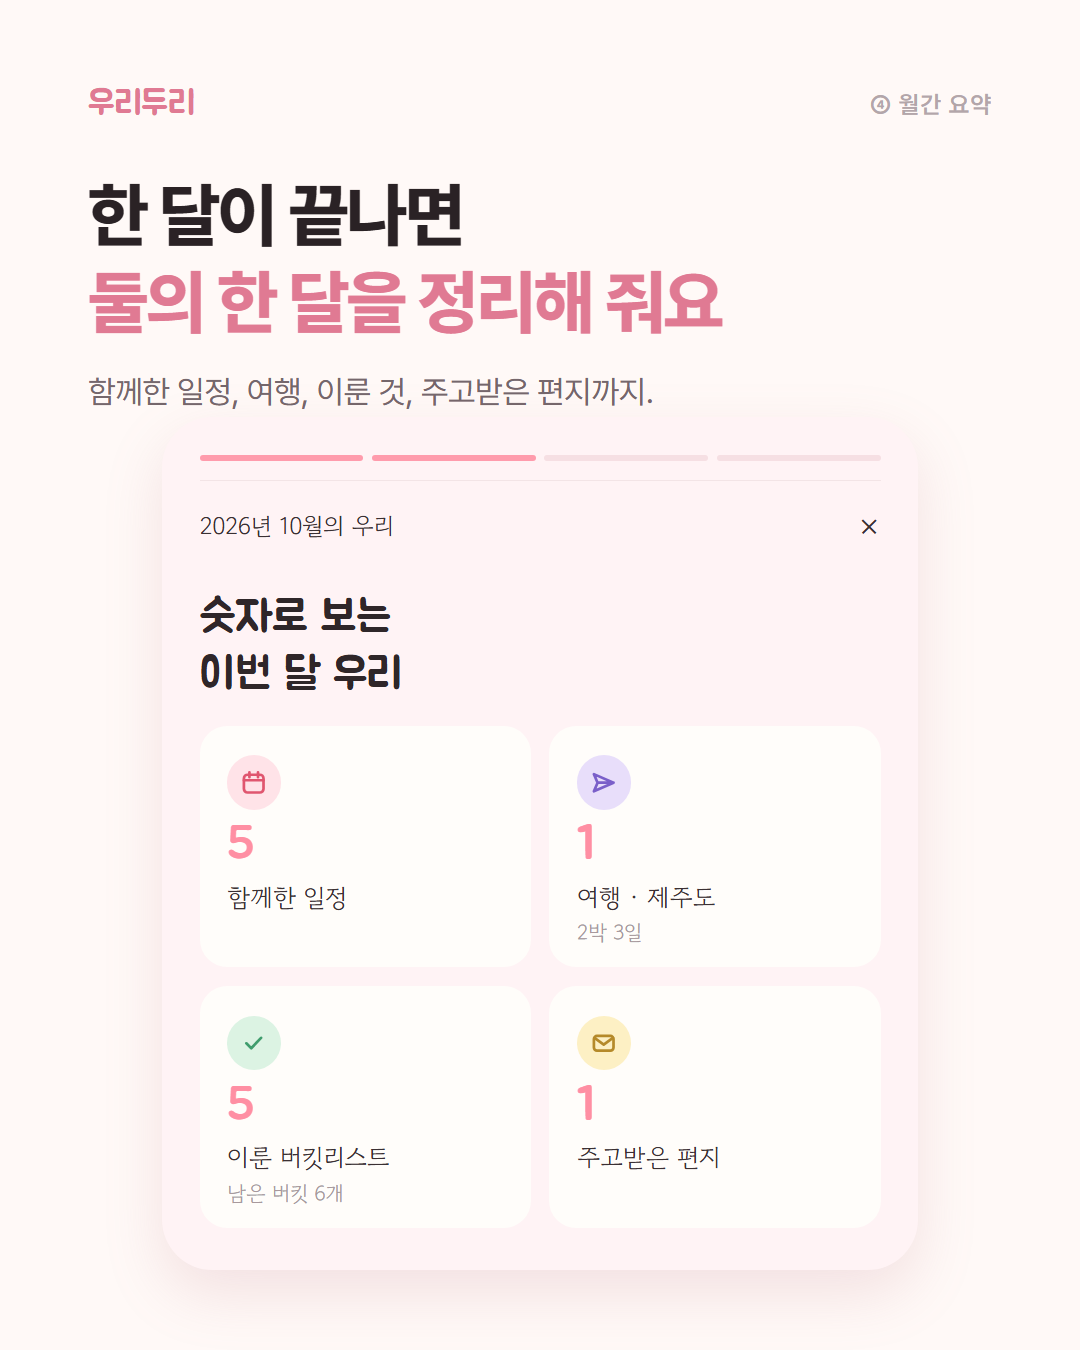 우리두리
④ 월간 요약
한 달이 끝나면
둘의 한 달을 정리해 줘요
함께한 일정, 여행, 이룬 것, 주고받은 편지까지.
2026년 10월의 우리
숫자로 보는
이번 달 우리
5
함께한 일정
1
여행 · 제주도
2박 3일
5
이룬 버킷리스트
남은 버킷 6개
1
주고받은 편지